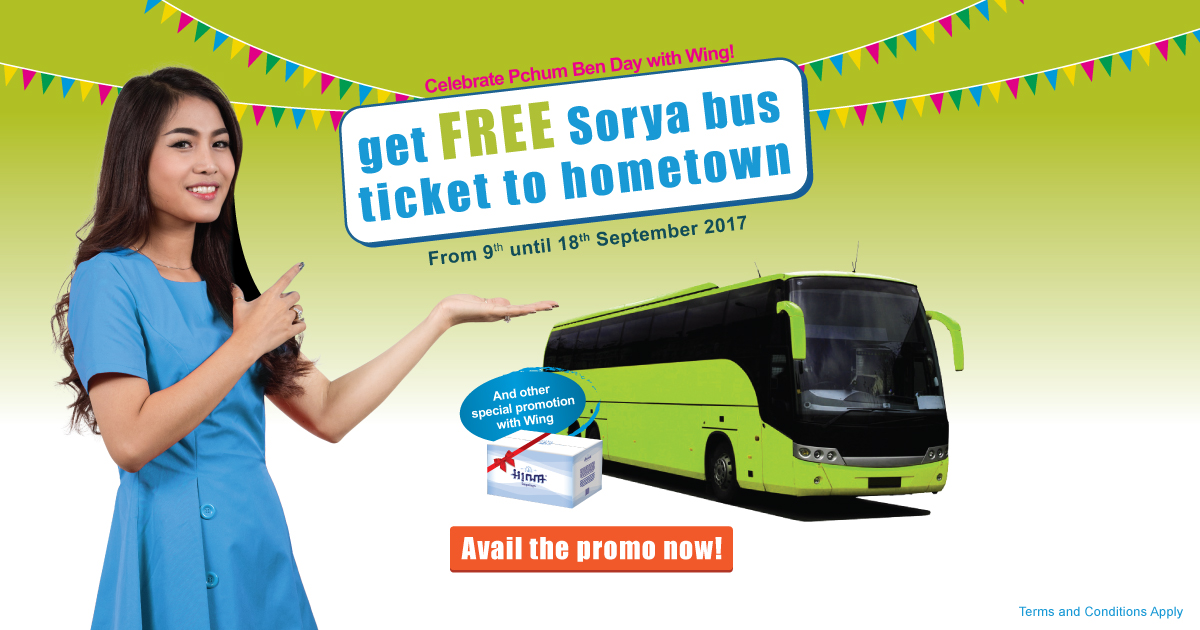 Celebrate Pchum Ben Day with Wing!
get FREE Sorya bus
ticket to hometown
From 9th until 18th September 2017
And other
special promotion
with Wing
Avail the promo now!
Terms and Conditions Apply